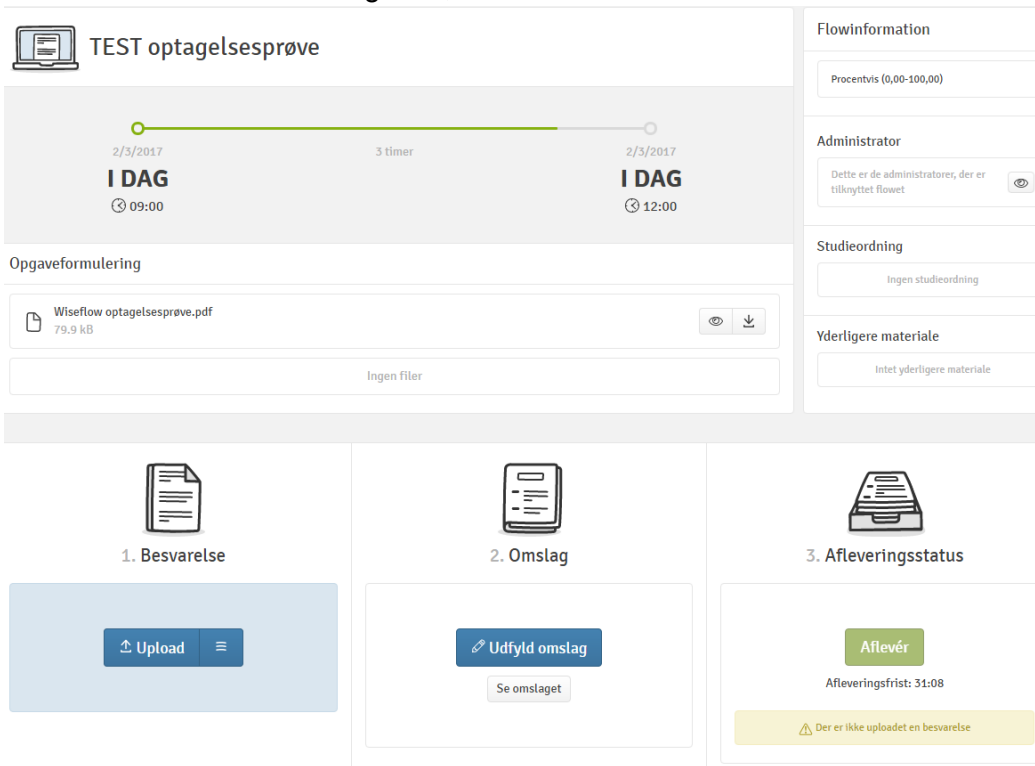 TEST optagelsesprøve
2/3/2017
3 timer
2/3/2017
I DAG
I DAG
09:00
12:00
Opgaveformulering
Wiseflow optagelsesprøve.pdf
79.9 kB
Ingen filer
Flowinformation
Procentvis (0,00-100,00)
Administrator
Dette er de administratorer, der er
tilknyttet flowet
Studieordning
Ingen studieordning
Yderligere materiale
Intet yderligere materiale
1. Besvarelse
Upload
2. Omslag
Udfyld omslag
Se omslaget
3. Afleveringsstatus
Aflevér
Afleveringsfrist: 31:08
Der er ikke uploadet en besvarelse